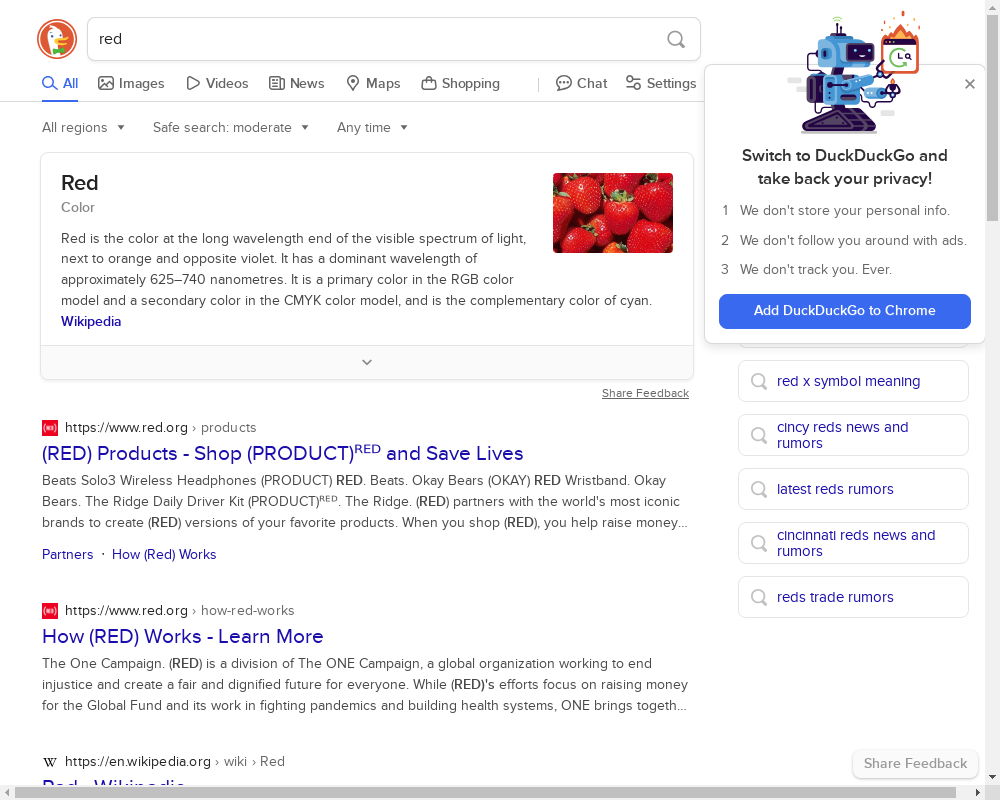 red
All
Images
Videos
News
Maps
Shopping
Chat
Settings
All regions
Safe search: moderate
Any time
Red
Color
Red is the color at the long wavelength end of the visible spectrum of light,
next to orange and opposite violet. It has a dominant wavelength of
approximately 625–740 nanometres. It is a primary color in the RGB color
model and a secondary color in the CMYK color model, and is the complementary color of cyan.
Wikipedia
Share Feedback
https://www.red.org › products
(RED) Products - Shop (PRODUCT)ᴿᴱᴰ and Save Lives
Beats Solo3 Wireless Headphones (PRODUCT) RED. Beats. Okay Bears (OKAY) RED Wristband. Okay
Bears. The Ridge Daily Driver Kit (PRODUCT)ᴿᴱᴰ. The Ridge. (RED) partners with the world's most iconic
brands to create (RED) versions of your favorite products. When you shop (RED), you help raise money...
Partners · How (Red) Works
https://www.red.org › how-red-works
How (RED) Works - Learn More
The One Campaign. (RED) is a division of The ONE Campaign, a global organization working to end
injustice and create a fair and dignified future for everyone. While (RED)'s efforts focus on raising money
for the Global Fund and its work in fighting pandemics and building health systems, ONE brings togeth...
W https://en.wikipedia.org › wiki › Red
Red - Wikipedia
Switch to DuckDuckGo and
take back your privacy!
1 We don't store your personal info.
2 We don't follow you around with ads.
3 We don't track you. Ever.
Add DuckDuckGo to Chrome
red x symbol meaning
cincy reds news and
rumors
latest reds rumors
cincinnati reds news and
rumors
reds trade rumors
Share Feedback